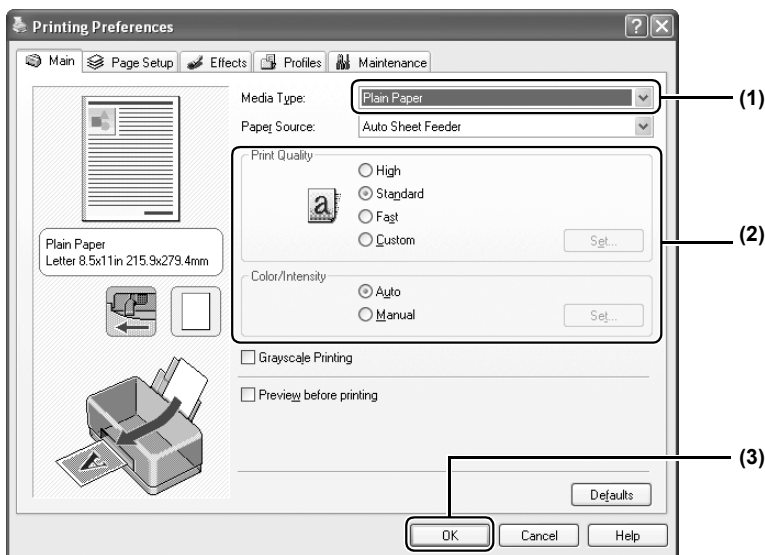 Printing Preferences
Main Page Setup Effects Profiles Maintenance
Media Type: Plain Paper
(1)
Paper Source: Auto Sheet Feeder
Print Quality
High
a Standard
Fast
Custom Set...
(2)
Plain Paper
Letter 8.5x11in 215.9x279.4mm
Color/Intensity
Auto
Manual Set...
Grayscale Printing
Preview before printing
A
(3)
Defaults
OK Cancel Help